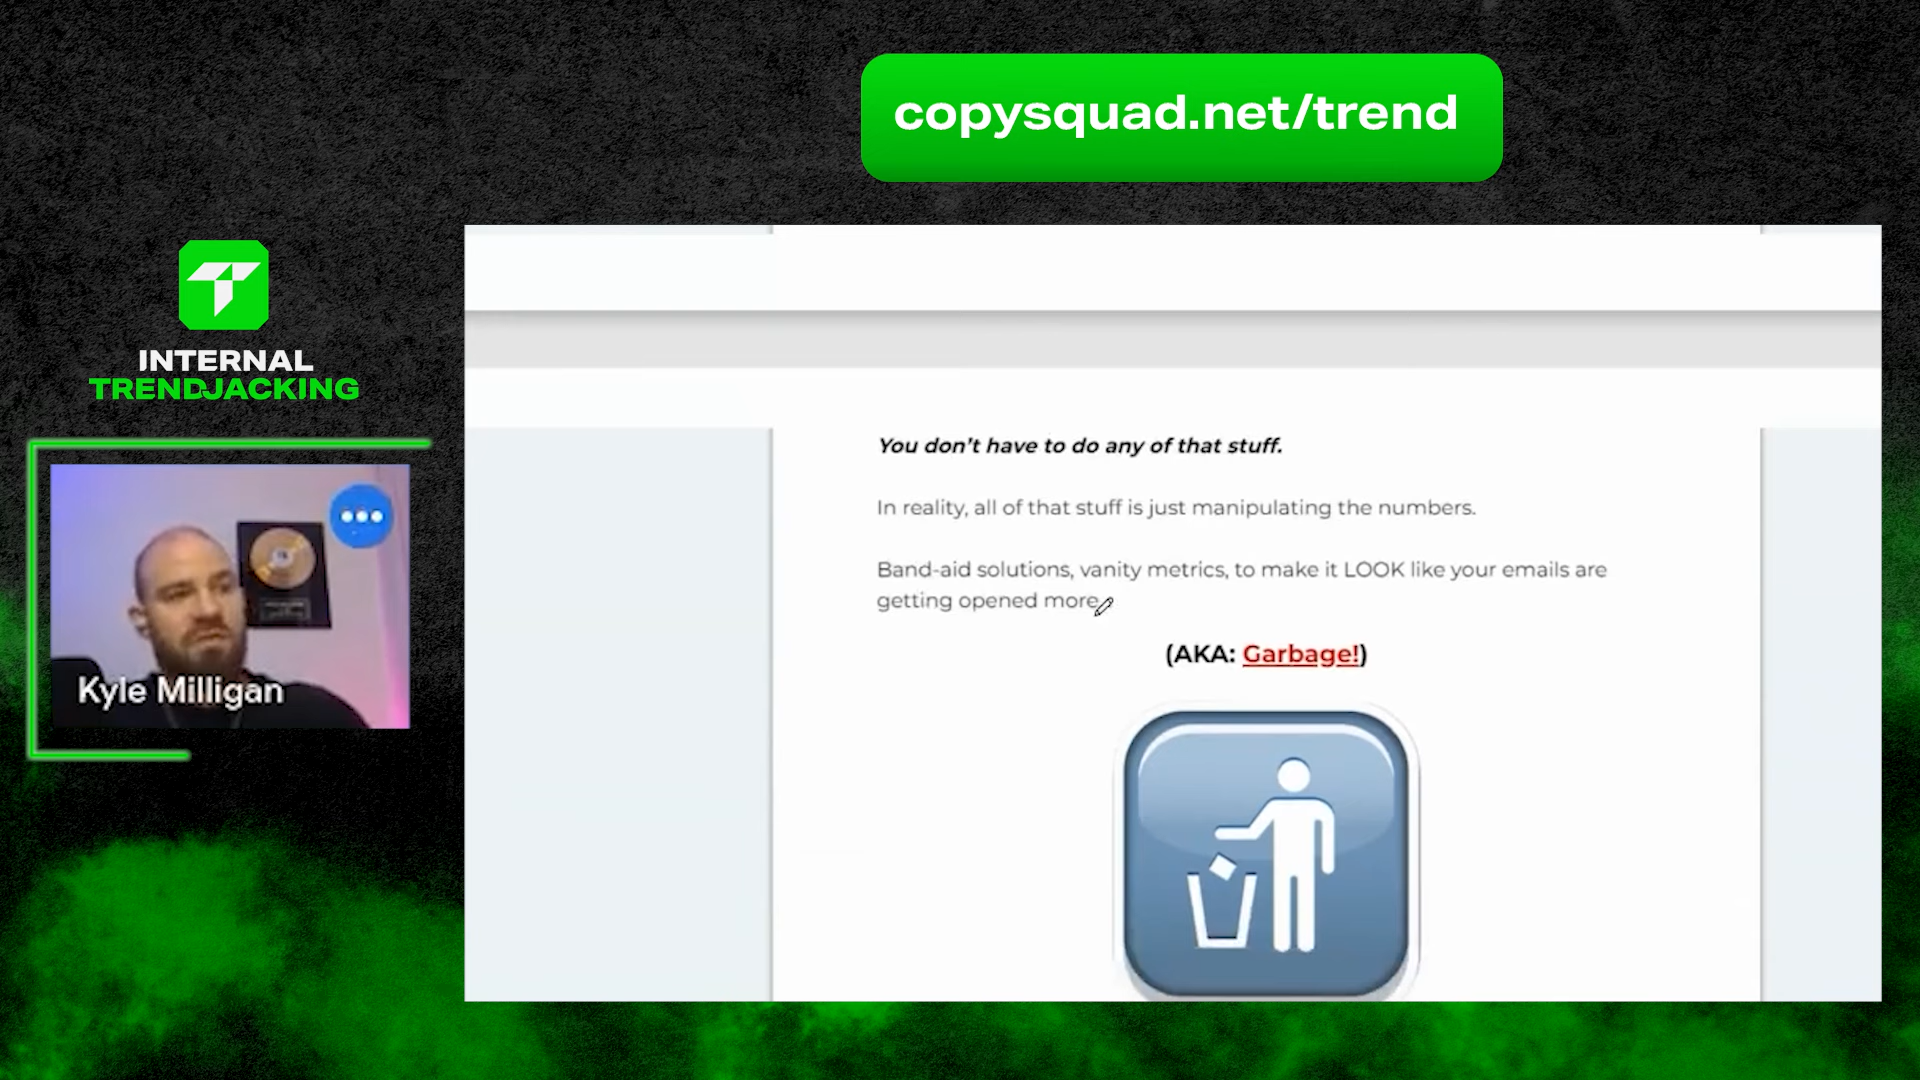 copysquad.net/trend
INTERNAL
TRENDJACKING
Kyle Milligan
You don't have to do any of that stuff.
In reality, all of that stuff is just manipulating the numbers.
Band-aid solutions, vanity metrics, to make it LOOK like your emails are
getting opened more
(AKA: Garbage!)